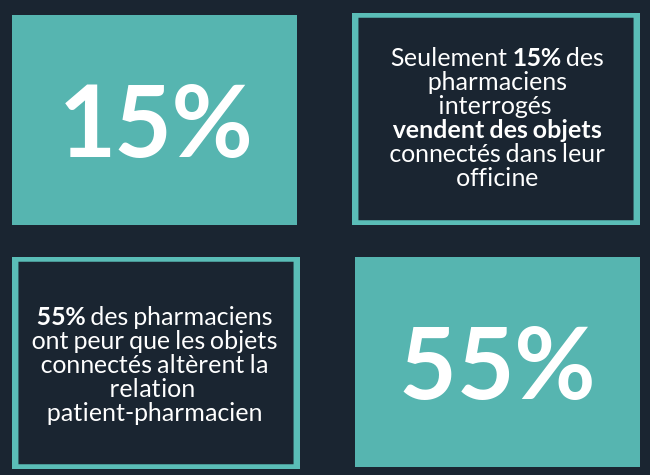 15%
Seulement 15% des
pharmaciens
interrogés
vendent des objets
connectés dans leur
officine
55% des pharmaciens
ont peur que les objets
connectés altèrent la
relation
patient-pharmacien
55%